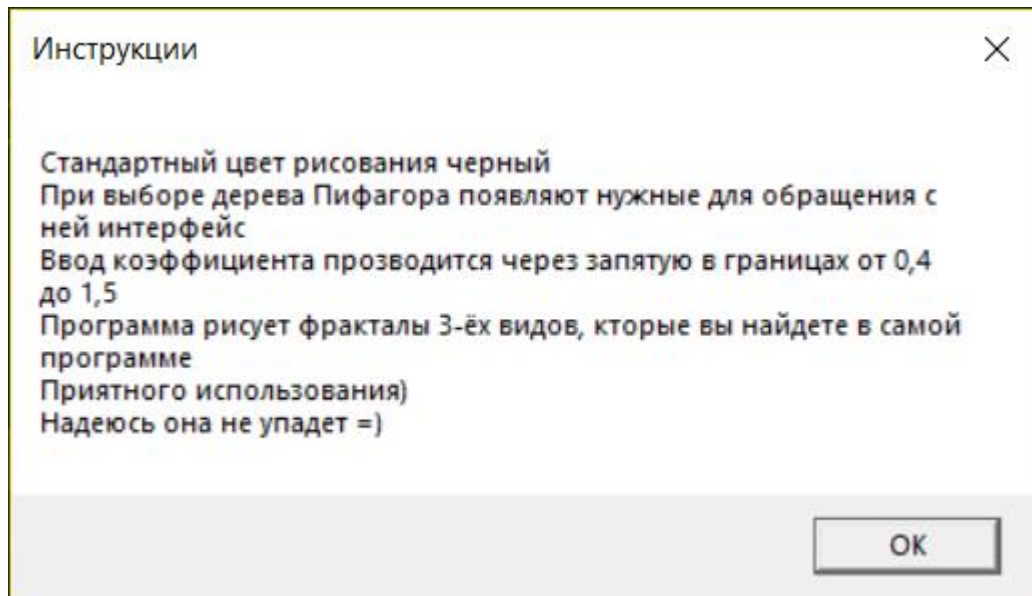 Инструкции
Стандартный цвет рисования черный
При выборе дерева Пифагора появляют нужные для обращения с
ней интерфейс
Ввод коэффициента прозводится через запятую в границах от 0,4
до 1,5
Программа рисует фракталы 3-ёх видов, кторые вы найдете в самой
программе
Приятного использования)
Надеюсь она не упадет =)
ОК